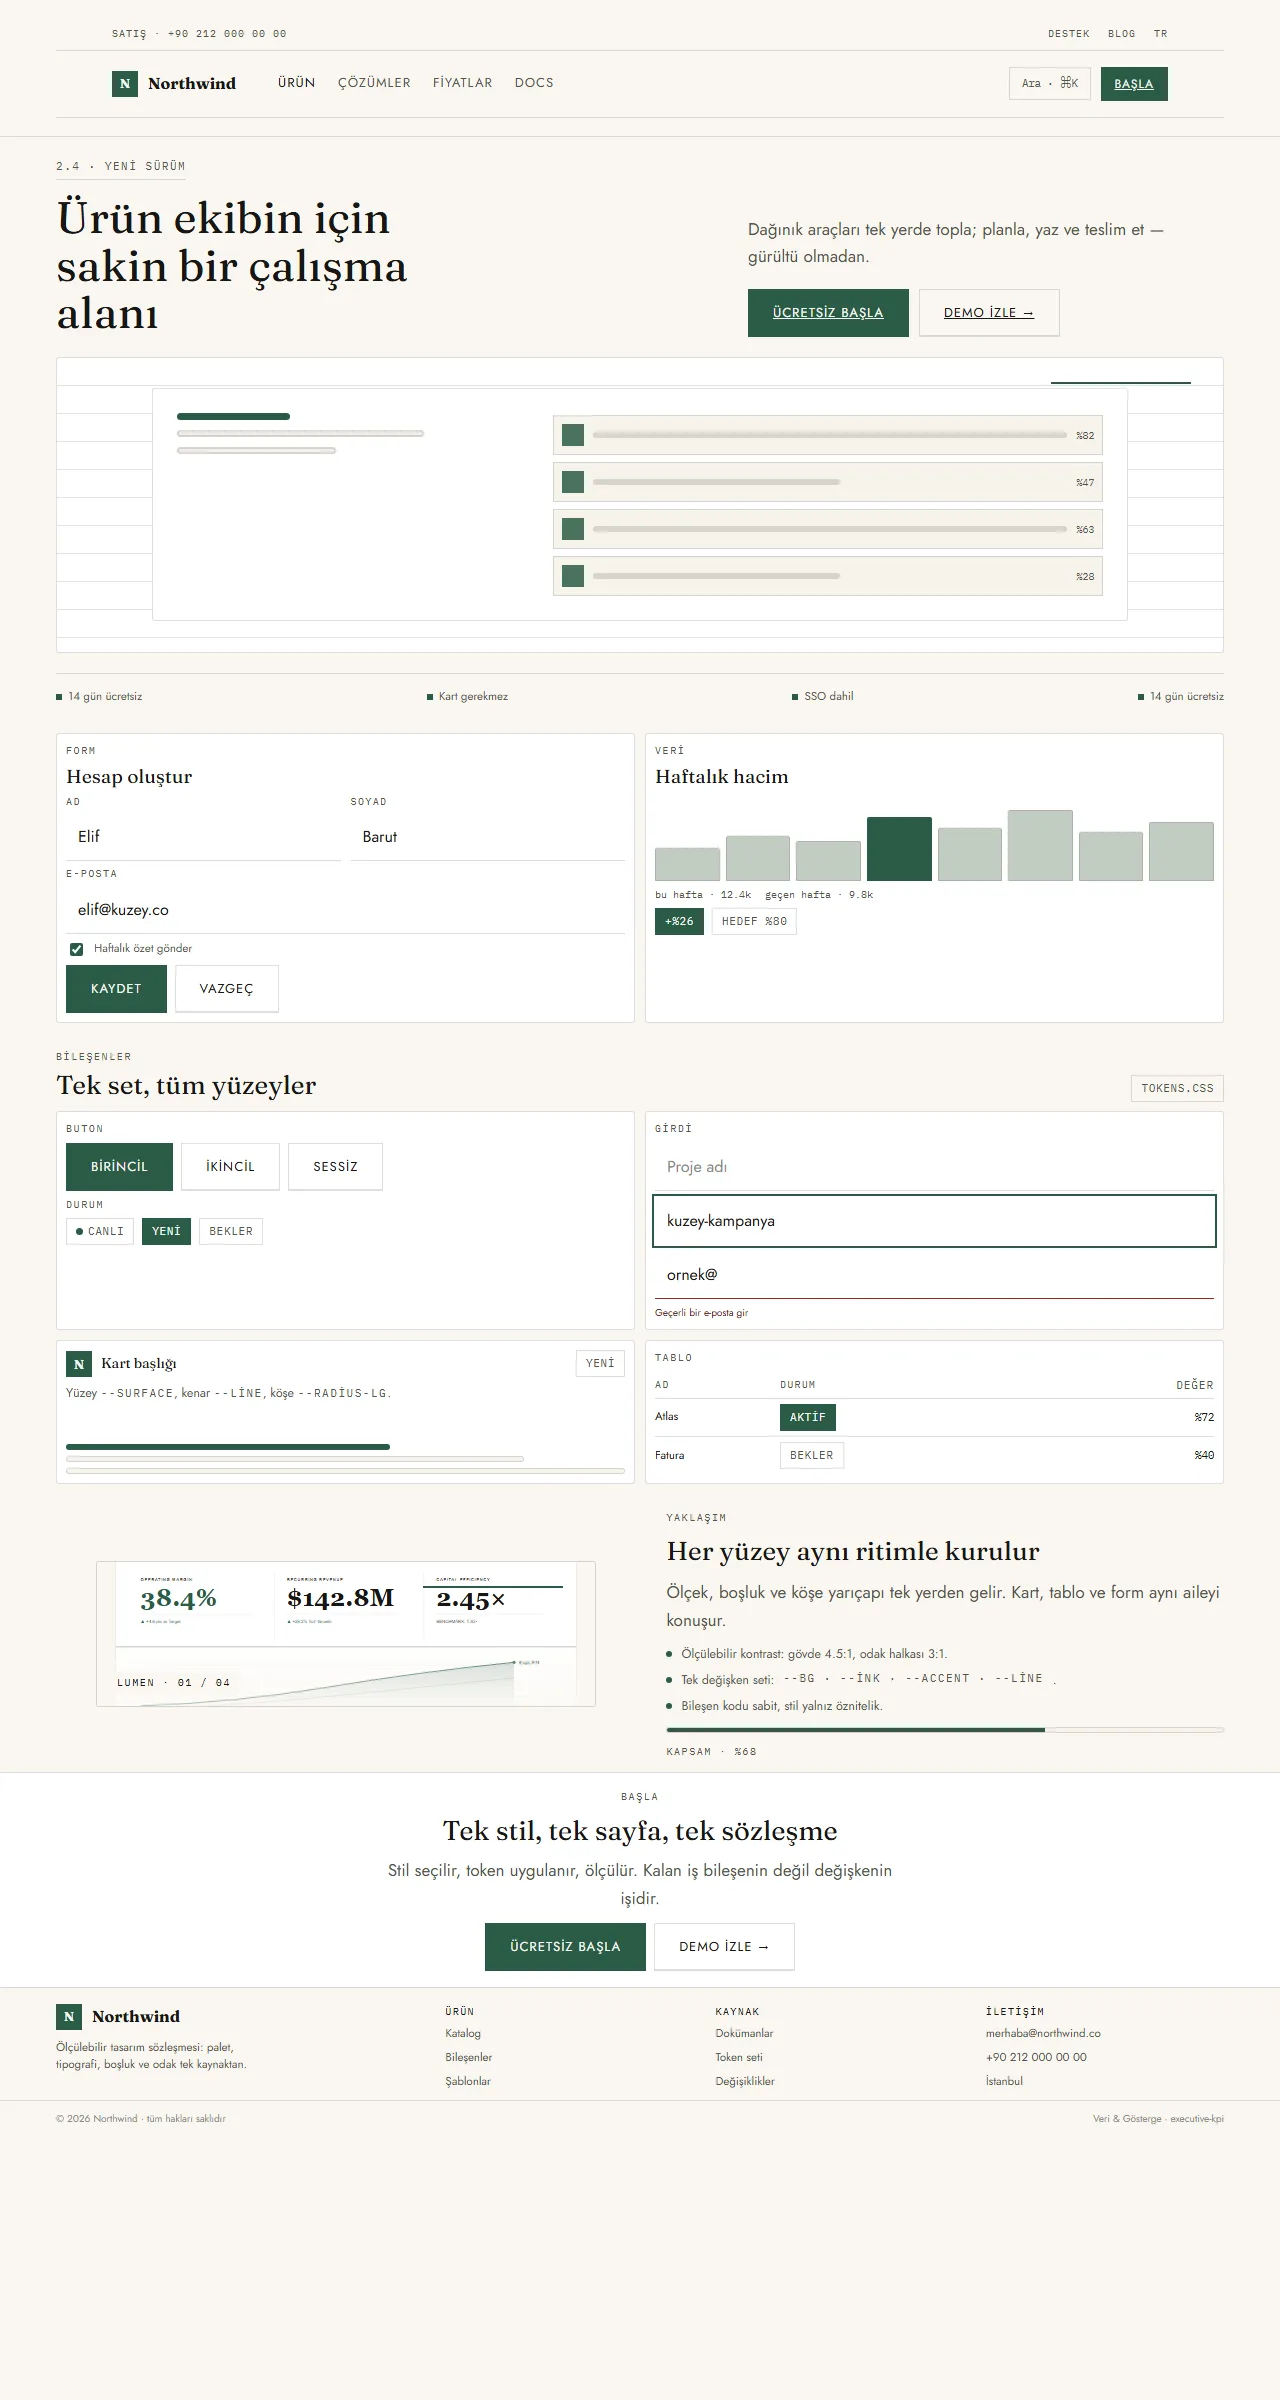 SATIŞ · +90 212 000 00 00
DESTEK BLOG TR
N Northwind ÜRÜN ÇÖZÜMLER FİYATLAR DOCS Ara · ⌘K BAŞLA
2.4 · YENİ SÜRÜM
Ürün ekibin için
sakin bir çalışma
alanı
Dağınık araçları tek yerde topla; planla, yaz ve teslim et —
gürültü olmadan.
ÜCRETSİZ BAŞLA DEMO İZLE →
%82
%47
%63
%28
14 gün ücretsiz Kart gerekmez SSO dahil 14 gün ücretsiz
FORM
Hesap oluştur
AD SOYAD
Elif Barut
E-POSTA
elif@kuzey.co
Haftalık özet gönder
KAYDET VAZGEÇ
VERİ
Haftalık hacim
bu hafta · 12.4k geçen hafta · 9.8k
+%26 HEDEF %80
BİLEŞENLER
Tek set, tüm yüzeyler
TOKENS.CSS
BUTON
BİRİNCİL İKİNCİL SESSİZ
DURUM
CANLI YENİ BEKLER
GİRDİ
Proje adı
kuzey-kampanya
ornek@
Geçerli bir e-posta gir
N Kart başlığı YENİ
Yüzey --SURFACE, kenar --LİNE, köşe --RADİUS-LG.
TABLO
AD DURUM DEĞER
Atlas AKTİF %72
Fatura BEKLER %40
OPERATING MARGIN RECURRING REVENUE CAPITAL EFFICIENCY
38.4% $142.8M 2.45×
LUMEN · 01 / 04
YAKLAŞIM
Her yüzey aynı ritimle kurulur
Ölçek, boşluk ve köşe yarıçapı tek yerden gelir. Kart, tablo ve form aynı aileyi
konuşur.
Ölçülebilir kontrast: gövde 4.5:1, odak halkası 3:1.
Tek değişken seti: --BG · --İNK · --ACCENT · --LİNE .
Bileşen kodu sabit, stil yalnız öznitelik.
KAPSAM · %68
BAŞLA
Tek stil, tek sayfa, tek sözleşme
Stil seçilir, token uygulanır, ölçülür. Kalan iş bileşenin değil değişkenin
işidir.
ÜCRETSİZ BAŞLA DEMO İZLE →
N Northwind
Ölçülebilir tasarım sözleşmesi: palet,
tipografi, boşluk ve odak tek kaynaktan.
ÜRÜN
Katalog
Bileşenler
Şablonlar
KAYNAK
Dokümanlar
Token seti
Değişiklikler
İLETİŞİM
merhaba@northwind.co
+90 212 000 00 00
İstanbul
© 2026 Northwind · tüm hakları saklıdır
Veri & Gösterge · executive-kpi